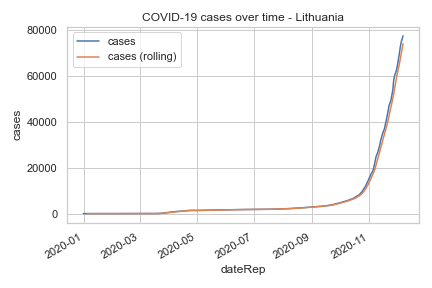 COVID-19 cases over time - Lithuania
cases
cases (rolling)
80000
60000
40000
20000
0
cases
2020-01
2020-03
2020-05
2020-07
2020-09
2020-11
dateRep